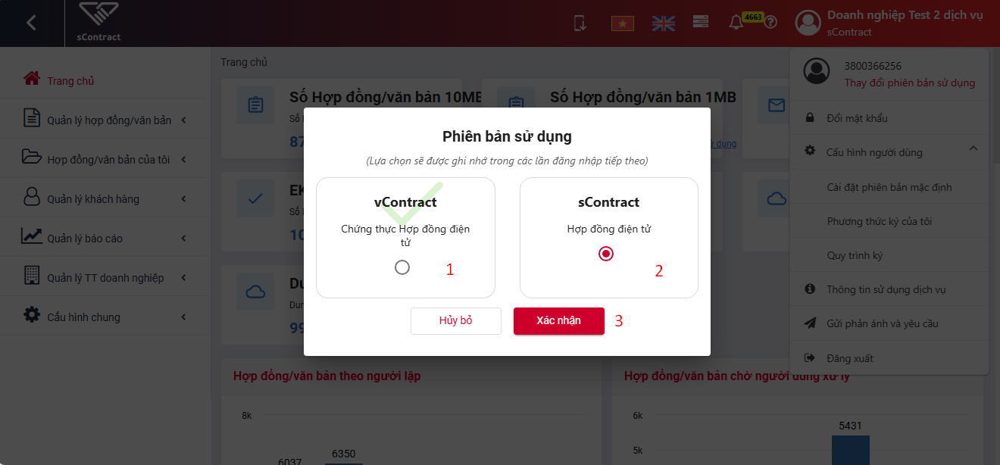 sContract
4663
Doanh nghiệp Test 2 dịch vụ
sContract
Trang chủ
Quản lý hợp đồng/văn bản
Hợp đồng/văn bản của tôi
Quản lý khách hàng
Quản lý báo cáo
Quản lý TT doanh nghiệp
Cấu hình chung
Trang chủ
Số Hợp đồng/văn bản 10MB
Số
87
Số Hợp đồng/văn bản 1MB
dụng
Số
10
99
3800366256
Thay đổi phiên bản sử dụng
Đổi mật khẩu
Cấu hình người dùng
Cài đặt phiên bản mặc định
Phương thức ký của tôi
Quy trình ký
Thông tin sử dụng dịch vụ
Gửi phản ánh và yêu cầu
Đăng xuất
Phiên bản sử dụng
(Lựa chọn sẽ được ghi nhớ trong các lần đăng nhập tiếp theo)
vContract
Chứng thực Hợp đồng điện
tử
1
sContract
Hợp đồng điện tử
2
Hủy bỏ
Xác nhận
3
Hợp đồng/văn bản theo người lập
8k
6037
6350
Hợp đồng/văn bản chờ người dùng xử lý
6k
5431
5k